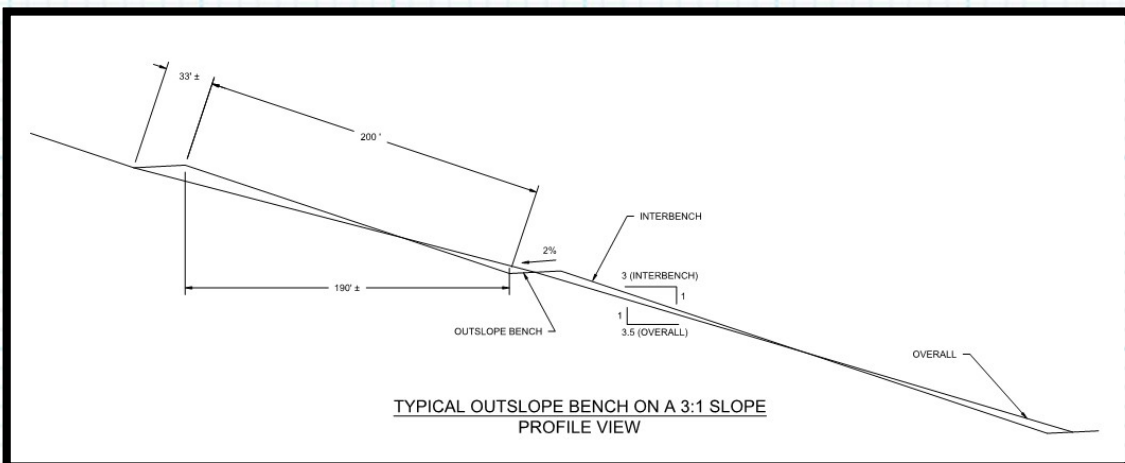 33' ±
200 '
INTERBENCH
2%
3 (INTERBENCH)
1
190' ±
1
OUTSLOPE BENCH
3.5 (OVERALL)
OVERALL
TYPICAL OUTSLOPE BENCH ON A 3:1 SLOPE
PROFILE VIEW